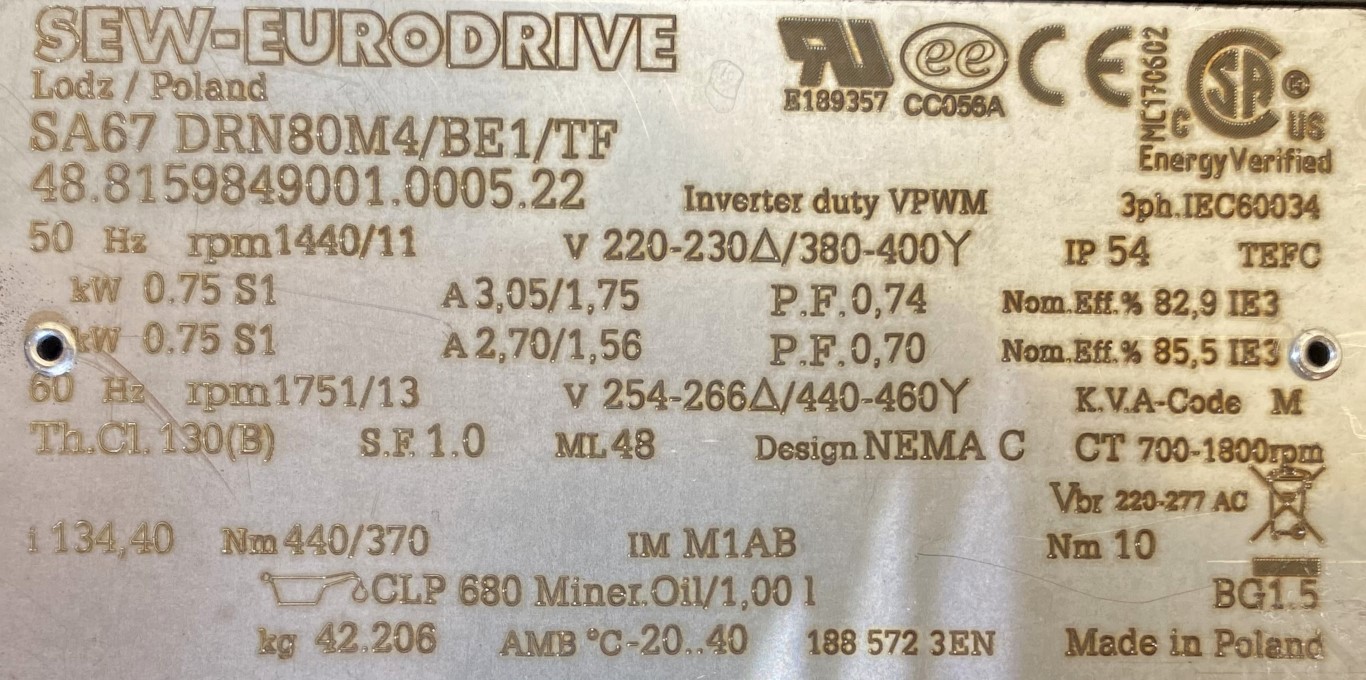 SEW-EURODRIVE
Lodz / Poland
E189357 CC056A MC170602 C US
EnergyVerified
SA67 DRN80M4/BE1/TF
48.8159849001.0005.22 Inverter duty VPWM 3ph.IEC60034
50 Hz rpm 1440/11 V 220-230Δ/380-400Y IP 54 TEFC
kW 0.75 S1 A 3,05/1,75 P.F. 0,74 Nom.Eff.% 82,9 IE3
kW 0.75 S1 A 2,70/1,56 P.F. 0,70 Nom.Eff.% 85,5 IE3
60 Hz rpm 1751/13 V 254-266Δ/440-460Y K.V.A-Code M
Th.Cl. 130(B) S.F. 1.0 ML 48 Design NEMA C CT 700-1800rpm
Vbr 220-277 AC
i 134,40 Nm 440/370 IM M1AB Nm 10
CLP 680 Miner.Oil/1,00 l BG1.5
kg 42.206 AMB °C -20..40 188 572 3EN Made in Poland